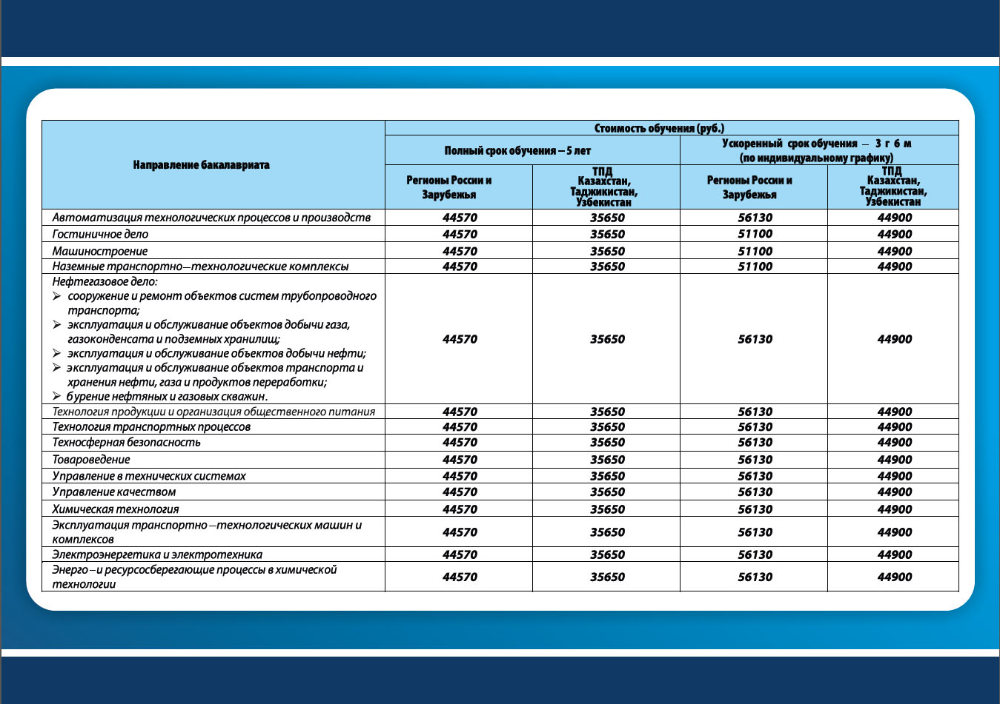 Направление бакалавриата
Стоимость обучения (руб.)
Полный срок обучения – 5 лет
Ускоренный срок обучения – 3 г 6 м
(по индивидуальному графику)
Регионы России и
Зарубежья
ТПД
Казахстан,
Таджикистан,
Узбекистан
Регионы России и
Зарубежья
ТПД
Казахстан,
Таджикистан,
Узбекистан
Автоматизация технологических процессов и производств 44570 35650 56130 44900
Гостиничное дело 44570 35650 51100 44900
Машиностроение 44570 35650 51100 44900
Наземные транспортно–технологические комплексы 44570 35650 51100 44900
Нефтегазовое дело:
➢ сооружение и ремонт объектов систем трубопроводного
транспорта;
➢ эксплуатация и обслуживание объектов добычи газа,
газоконденсата и подземных хранилищ; 44570 35650 56130 44900
➢ эксплуатация и обслуживание объектов добычи нефти;
➢ эксплуатация и обслуживание объектов транспорта и
хранения нефти, газа и продуктов переработки;
➢ бурение нефтяных и газовых скважин.
Технология продукции и организация общественного питания 44570 35650 56130 44900
Технология транспортных процессов 44570 35650 56130 44900
Техносферная безопасность 44570 35650 56130 44900
Товароведение 44570 35650 56130 44900
Управление в технических системах 44570 35650 56130 44900
Управление качеством 44570 35650 56130 44900
Химическая технология 44570 35650 56130 44900
Эксплуатация транспортно –технологических машин и
комплексов 44570 35650 56130 44900
Электроэнергетика и электротехника 44570 35650 56130 44900
Энерго –и ресурсосберегающие процессы в химической
технологии 44570 35650 56130 44900